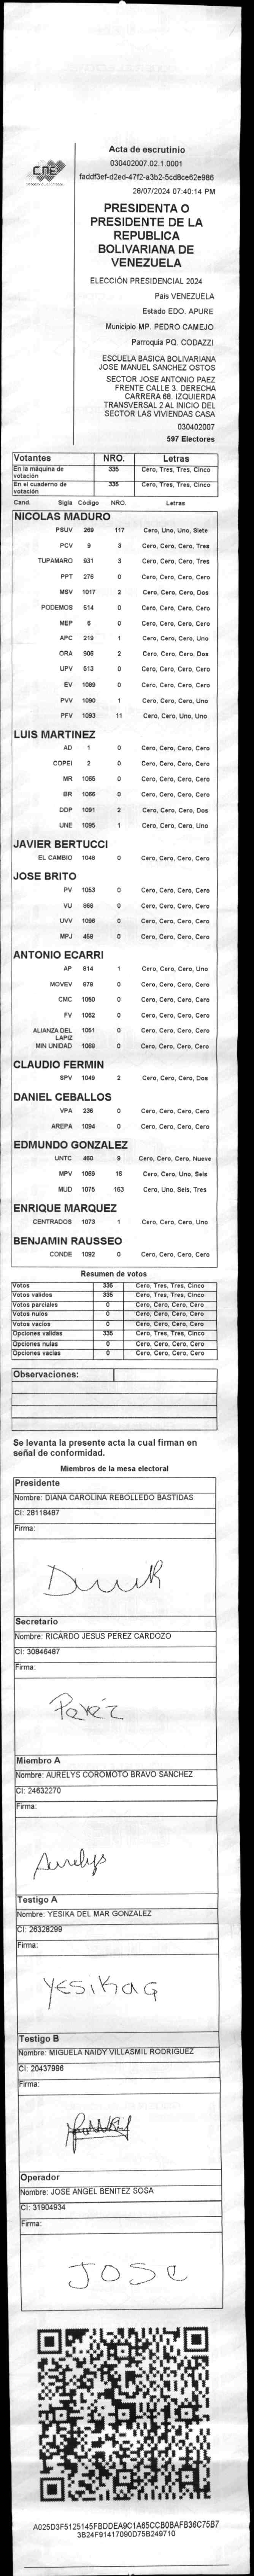 Acta de escrutinio
030402007.02.1.0001
faddf3ef-d2ed-47f2-a3b2-5cd8ce62e986
28/07/2024 07:40:14 PM
CNE
PRESIDENTA O
PRESIDENTE DE LA
REPUBLICA
BOLIVARIANA DE
VENEZUELA
ELECCIÓN PRESIDENCIAL 2024
Pais VENEZUELA
Estado EDO. APURE
Municipio MP. PEDRO CAMEJO
Parroquia PQ. CODAZZI
ESCUELA BASICA BOLIVARIANA
JOSE MANUEL SANCHEZ OSTOS
SECTOR JOSE ANTONIO PAEZ
FRENTE CALLE 3. DERECHA
CARRERA 6B. IZQUIERDA
TRANSVERSAL 2 AL INICIO DEL
SECTOR LAS VIVIENDAS CASA
030402007
597 Electores
Votantes NRO. Letras
En la máquina de votación 335 Cero, Tres, Tres, Cinco
En el cuaderno de votación 335 Cero, Tres, Tres, Cinco
Cand. Sigla Código NRO. Letras
NICOLAS MADURO
PSUV 269 117 Cero, Uno, Uno, Siete
PCV 9 3 Cero, Cero, Cero, Tres
TUPAMARO 931 3 Cero, Cero, Cero, Tres
PPT 276 0 Cero, Cero, Cero, Cero
MSV 1017 2 Cero, Cero, Cero, Dos
PODEMOS 514 0 Cero, Cero, Cero, Cero
MEP 6 0 Cero, Cero, Cero, Cero
APC 219 1 Cero, Cero, Cero, Uno
ORA 906 2 Cero, Cero, Cero, Dos
UPV 513 0 Cero, Cero, Cero, Cero
EV 1089 0 Cero, Cero, Cero, Cero
PVV 1090 1 Cero, Cero, Cero, Uno
PFV 1093 11 Cero, Cero, Uno, Uno
LUIS MARTINEZ
AD 1 0 Cero, Cero, Cero, Cero
COPEI 2 0 Cero, Cero, Cero, Cero
MR 1065 0 Cero, Cero, Cero, Cero
BR 1066 0 Cero, Cero, Cero, Cero
DDP 1091 2 Cero, Cero, Cero, Dos
UNE 1095 1 Cero, Cero, Cero, Uno
JAVIER BERTUCCI
EL CAMBIO 1048 0 Cero, Cero, Cero, Cero
JOSE BRITO
PV 1053 0 Cero, Cero, Cero, Cero
VU 868 0 Cero, Cero, Cero, Cero
UVV 1096 0 Cero, Cero, Cero, Cero
MPJ 458 0 Cero, Cero, Cero, Cero
ANTONIO ECARRI
AP 814 1 Cero, Cero, Cero, Uno
MOVEV 878 0 Cero, Cero, Cero, Cero
CMC 1050 0 Cero, Cero, Cero, Cero
FV 1062 0 Cero, Cero, Cero, Cero
ALIANZA DEL LAPIZ 1051 0 Cero, Cero, Cero, Cero
MIN UNIDAD 1068 0 Cero, Cero, Cero, Cero
CLAUDIO FERMIN
SPV 1049 2 Cero, Cero, Cero, Dos
DANIEL CEBALLOS
VPA 236 0 Cero, Cero, Cero, Cero
AREPA 1094 0 Cero, Cero, Cero, Cero
EDMUNDO GONZALEZ
UNTC 460 9 Cero, Cero, Cero, Nueve
MPV 1069 16 Cero, Cero, Uno, Seis
MUD 1075 163 Cero, Uno, Seis, Tres
ENRIQUE MARQUEZ
CENTRADOS 1073 1 Cero, Cero, Cero, Uno
BENJAMIN RAUSSEO
CONDE 1092 0 Cero, Cero, Cero, Cero
Resumen de votos
Votos 335 Cero, Tres, Tres, Cinco
Votos validos 335 Cero, Tres, Tres, Cinco
Votos parciales 0 Cero, Cero, Cero, Cero
Votos nulos 0 Cero, Cero, Cero, Cero
Votos vacios 0 Cero, Cero, Cero, Cero
Opciones validas 335 Cero, Tres, Tres, Cinco
Opciones nulas 0 Cero, Cero, Cero, Cero
Opciones vacias 0 Cero, Cero, Cero, Cero
Observaciones:
Se levanta la presente acta la cual firman en
señal de conformidad.
Miembros de la mesa electoral
Presidente
Nombre: DIANA CAROLINA REBOLLEDO BASTIDAS
CI: 28118487
Firma:
Secretario
Nombre: RICARDO JESUS PEREZ CARDOZO
CI: 30846487
Firma:
Peréz
Miembro A
Nombre: AURELYS COROMOTO BRAVO SANCHEZ
CI: 24632270
Firma:
Aurelys
Testigo A
Nombre: YESIKA DEL MAR GONZALEZ
CI: 26328299
Firma:
YESIKA G
Testigo B
Nombre: MIGUELA NAIDY VILLASMIL RODRIGUEZ
CI: 20437996
Firma:
Operador
Nombre: JOSE ANGEL BENITEZ SOSA
CI: 31904934
Firma:
JOSE
A025D3F5125145FBDDEA9C1A65CCB0BAFB36C75B7
3B24F91417090D75B249710